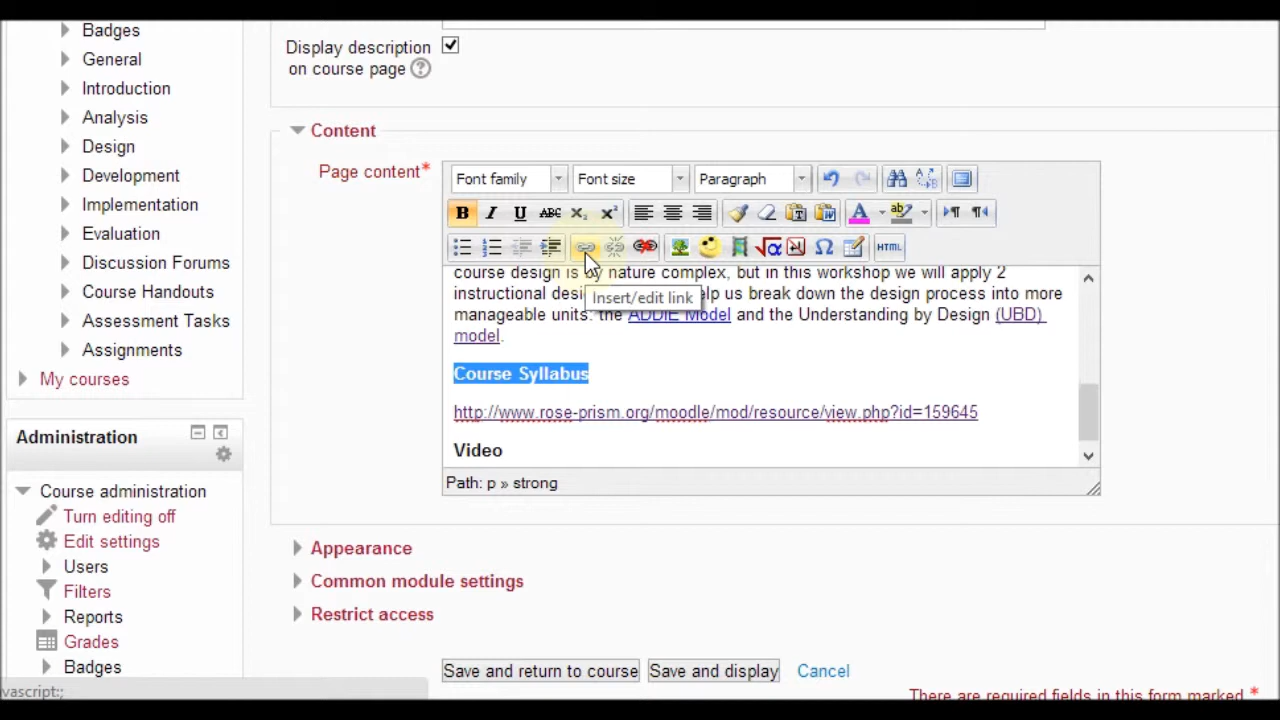 Badges
General
Introduction
Analysis
Design
Development
Implementation
Evaluation
Discussion Forums
Course Handouts
Assessment Tasks
Assignments
My courses
Administration
Course administration
Turn editing off
Edit settings
Users
Filters
Reports
Grades
Badges
vascript:;
Display description
on course page
Content
Page content*
Font family
Font size
Paragraph
B I U ABC
HTML
course design is by nature complex, but in this workshop we will apply 2
instructional help us break down the design process into more
manageable units: the ADDIE Model and the Understanding by Design (UBD)
model.
Insert/edit link
Course Syllabus
http://www.rose-prism.org/moodle/mod/resource/view.php?id=159645
Video
Path: p » strong
Appearance
Common module settings
Restrict access
Save and return to course
Save and display
Cancel
There are required fields in this form marked *